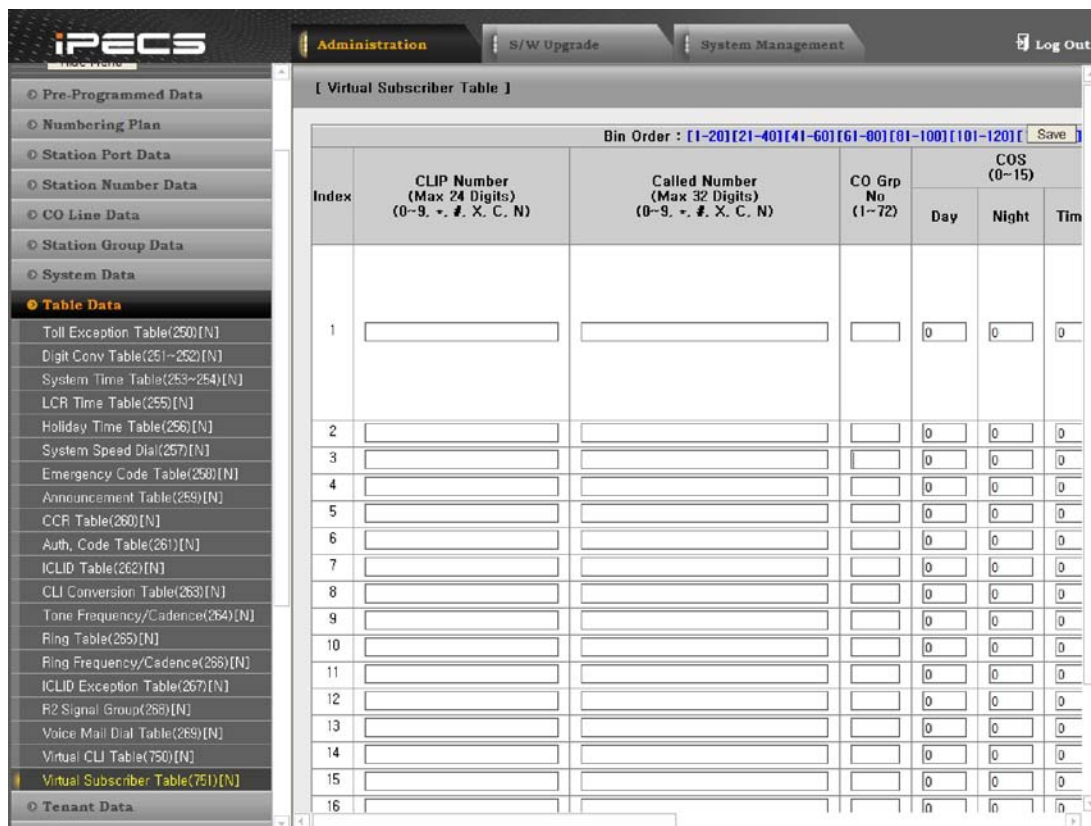 iPECS
Administration
S/W Upgrade
System Management
Log Out
Hide Menu
Pre-Programmed Data
Numbering Plan
Station Port Data
Station Number Data
CO Line Data
Station Group Data
System Data
Table Data
Toll Exception Table(250)[N]
Digit Conv Table(251~252)[N]
System Time Table(253~254)[N]
LCR Time Table(255)[N]
Holiday Time Table(256)[N]
System Speed Dial(257)[N]
Emergency Code Table(258)[N]
Announcement Table(259)[N]
CCR Table(260)[N]
Auth, Code Table(261)[N]
ICLID Table(262)[N]
CLI Conversion Table(263)[N]
Tone Frequency/Cadence(264)[N]
Ring Table(265)[N]
Ring Frequency/Cadence(266)[N]
ICLID Exception Table(267)[N]
R2 Signal Group(268)[N]
Voice Mail Dial Table(269)[N]
Virtual CLI Table(750)[N]
Virtual Subscriber Table(751)[N]
Tenant Data
[ Virtual Subscriber Table ]
Bin Order : [1-20][21-40][41-60][61-80][81-100][101-120][ Save ]
Index
CLIP Number
(Max 24 Digits)
(0~9, *, #, X, C, N)
Called Number
(Max 32 Digits)
(0~9, *, #, X, C, N)
CO Grp
No
(1~72)
COS
(0~15)
Day Night Tim
1 0 0 0
2 0 0 0
3 0 0 0
4 0 0 0
5 0 0 0
6 0 0 0
7 0 0 0
8 0 0 0
9 0 0 0
10 0 0 0
11 0 0 0
12 0 0 0
13 0 0 0
14 0 0 0
15 0 0 0
16 0 0 0